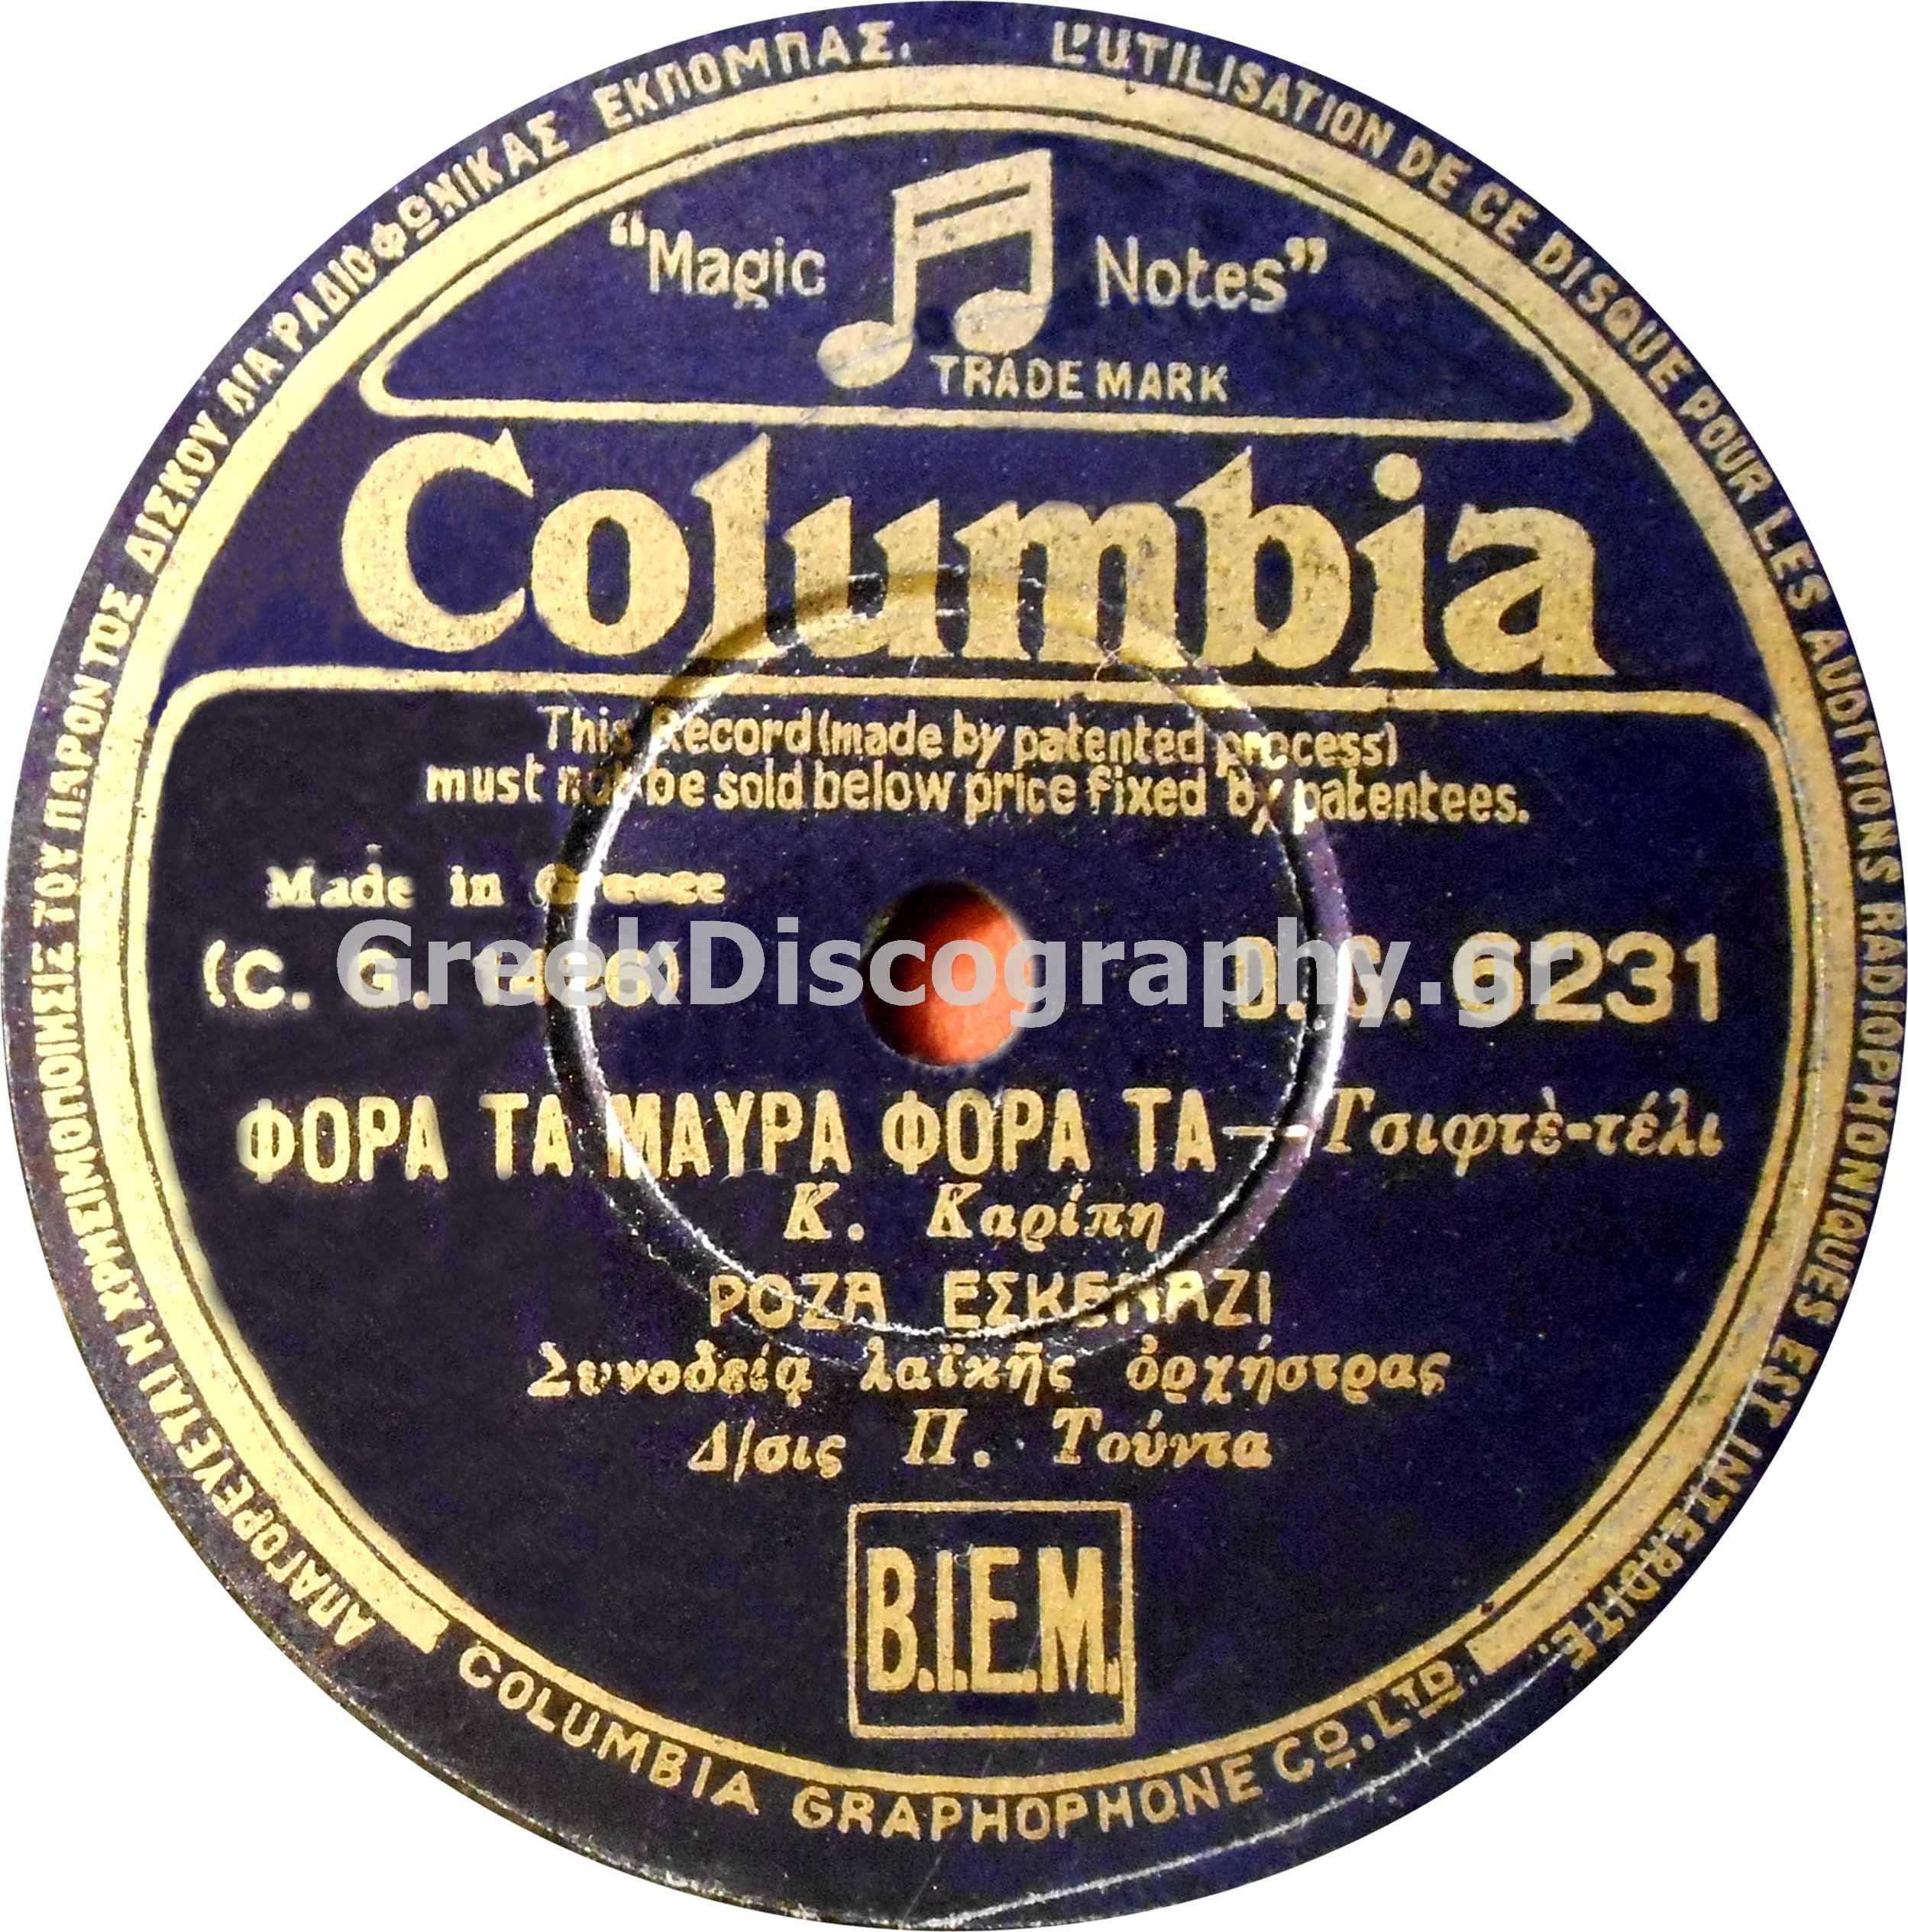 ΑΠΑΓΟΡΕΥΕΤΑΙ Η ΧΡΗΣΙΜΟΠΟΙΗΣΙΣ ΤΟΥ ΠΑΡΟΝΤΟΣ ΔΙΣΚΟΥ ΔΙΑ ΡΑΔΙΟΦΩΝΙΚΑΣ ΕΚΠΟΜΠΑΣ.
L'UTILISATION DE CE DISQUE POUR LES AUDITIONS RADIOPHONIQUES EST INTERDITE.
"Magic Notes"
TRADE MARK
Columbia
This Record (made by patented process)
must not be sold below price fixed by patentees.
Made in Greece
GreekDiscography.gr
(C. G. D. G. 6231
ΦΟΡΑ ΤΑ ΜΑΥΡΑ ΦΟΡΑ ΤΑ — Τσιφτὲ-τέλι
Κ. Καρίπη
ΡΟΖΑ ΕΣΚΕΝΑΖΙ
Συνοδείᾳ λαϊκῆς ὀρχήστρας
Δ/σις Π. Τούντα
B.I.E.M.
COLUMBIA GRAPHOPHONE CO. LTD.